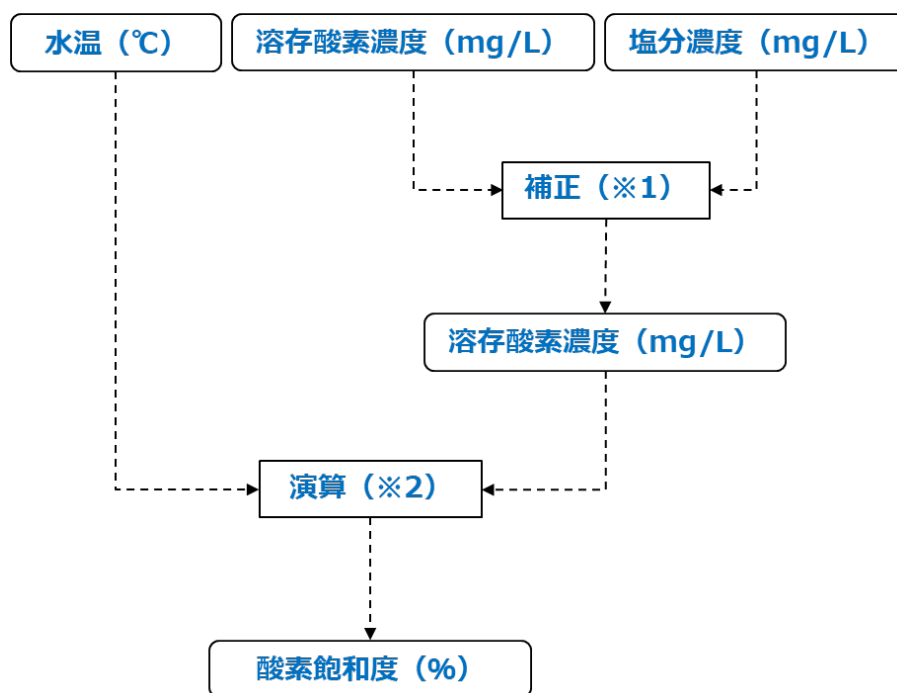 水温（℃）
溶存酸素濃度（mg/L）
塩分濃度（mg/L）
補正（※1）
溶存酸素濃度（mg/L）
演算（※2）
酸素飽和度（%）